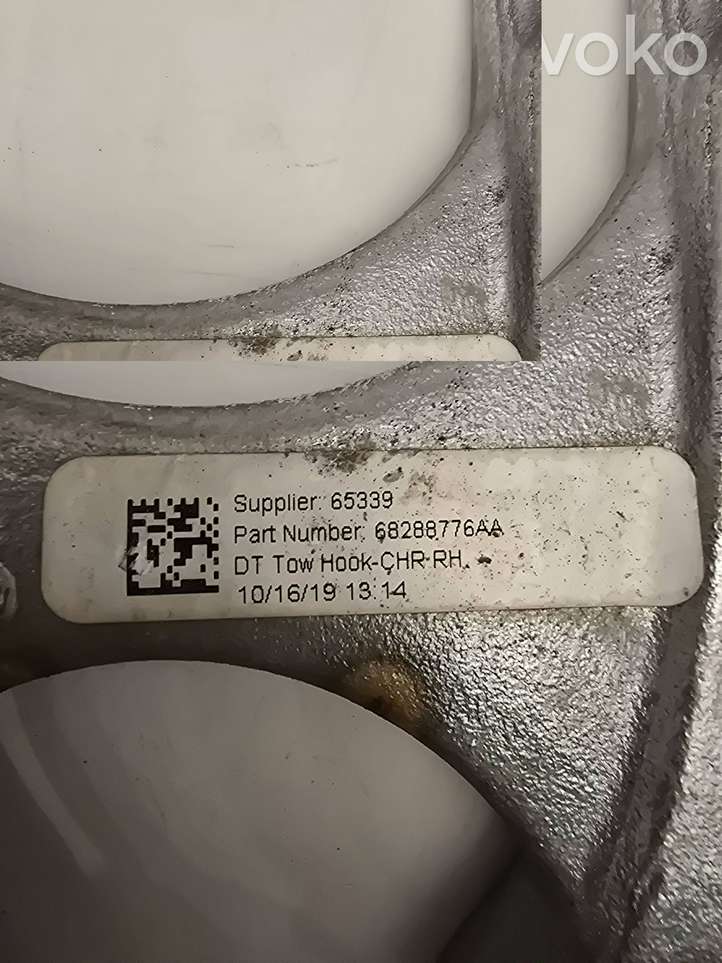 voko
Supplier: 65339
Part Number: 68288776AA
DT Tow Hook-CHR RH
10/16/19 13:14